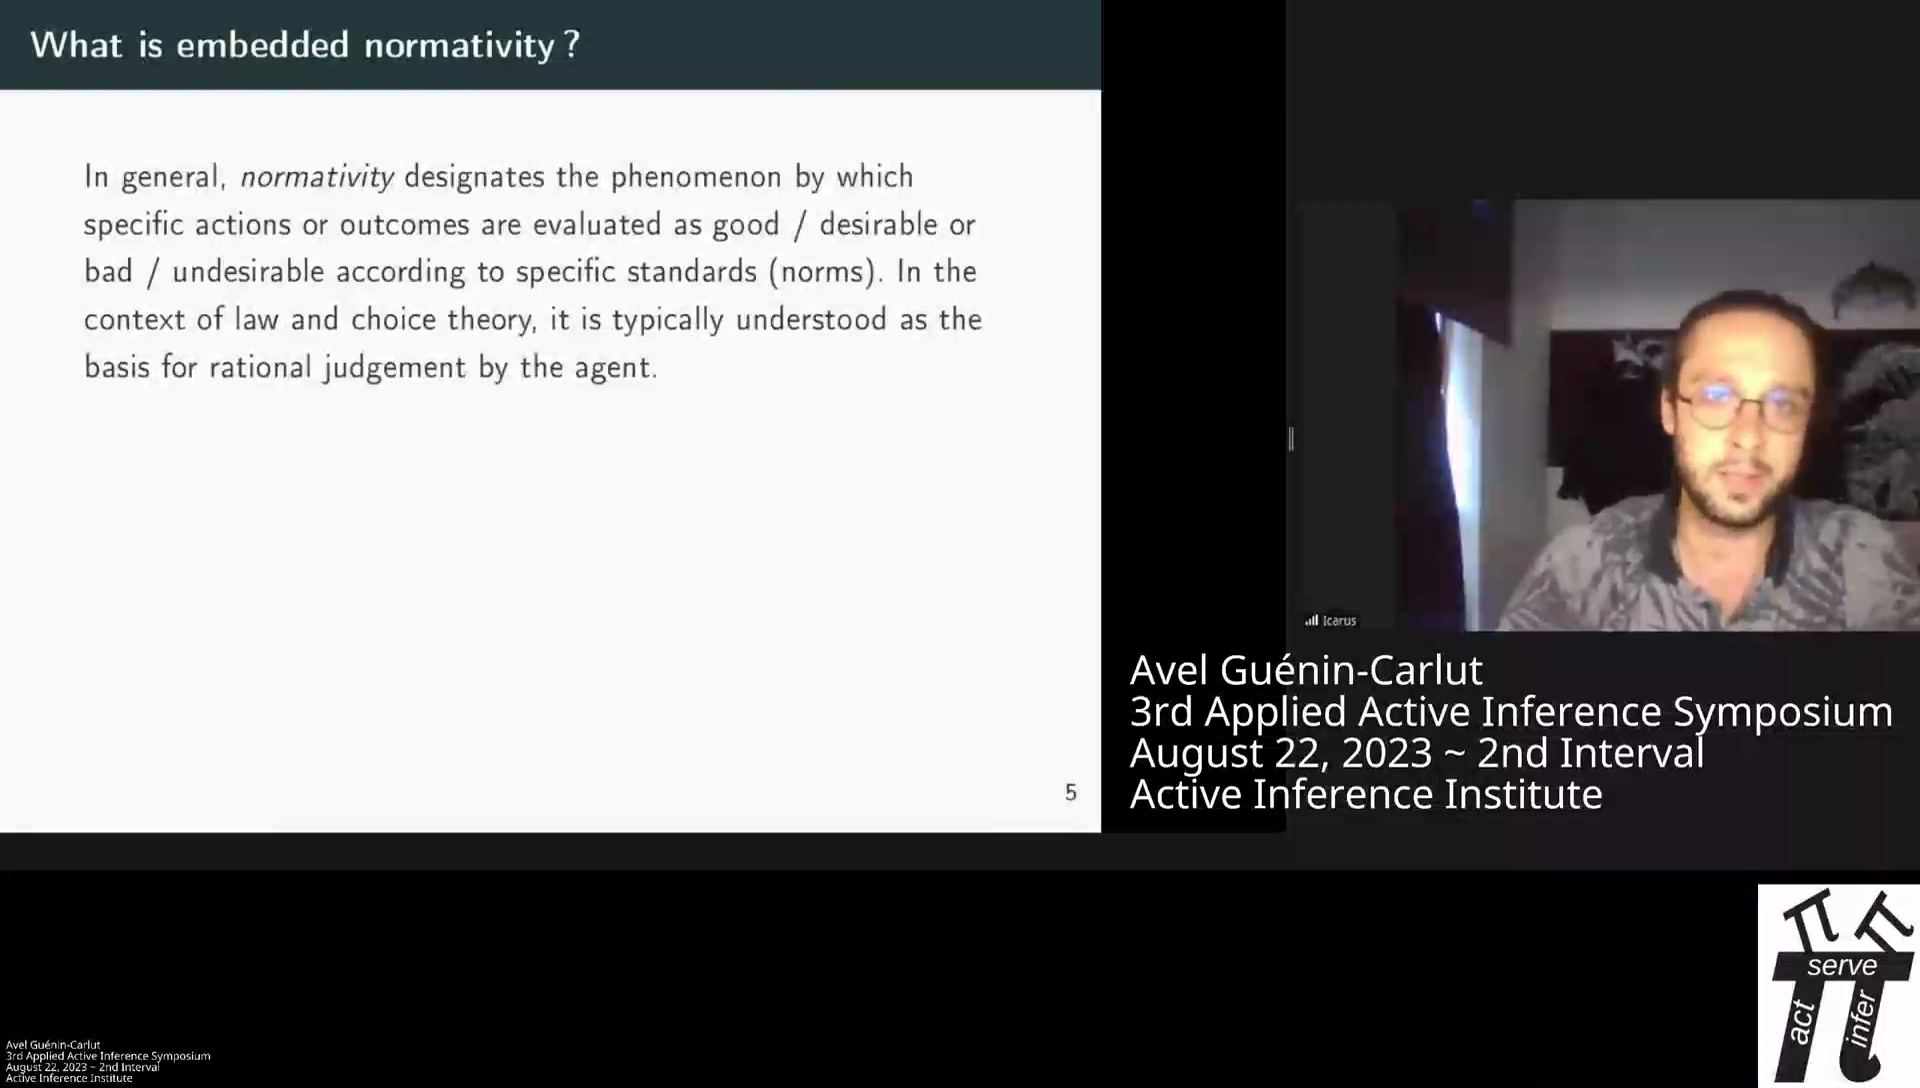 What is embedded normativity ?
In general, normativity designates the phenomenon by which
specific actions or outcomes are evaluated as good / desirable or
bad / undesirable according to specific standards (norms). In the
context of law and choice theory, it is typically understood as the
basis for rational judgement by the agent.
5
Icarus
Avel Guénin-Carlut
3rd Applied Active Inference Symposium
August 22, 2023 ~ 2nd Interval
Active Inference Institute
serve
act
infer
Avel Guénin-Carlut
3rd Applied Active Inference Symposium
August 22, 2023 ~ 2nd Interval
Active Inference Institute